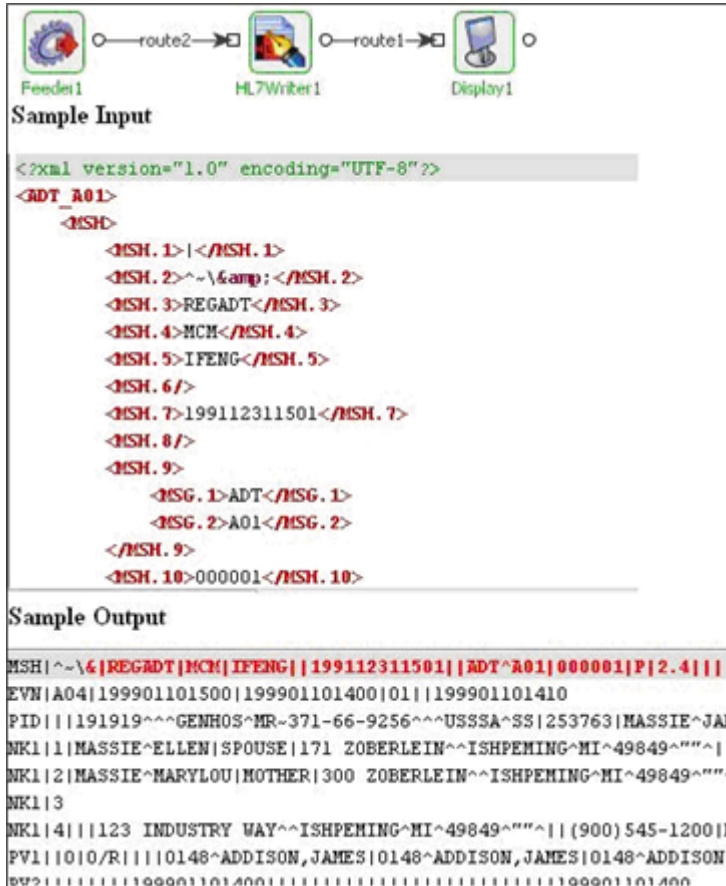 route2
route1
Feeder1
HL7Writer1
Display1
Sample Input
<?xml version="1.0" encoding="UTF-8"?>
<ADT_A01>
<MSH>
<MSH.1>|</MSH.1>
<MSH.2>^~\&amp;</MSH.2>
<MSH.3>REGADT</MSH.3>
<MSH.4>MCM</MSH.4>
<MSH.5>IFENG</MSH.5>
<MSH.6/>
<MSH.7>199112311501</MSH.7>
<MSH.8/>
<MSH.9>
<MSG.1>ADT</MSG.1>
<MSG.2>A01</MSG.2>
</MSH.9>
<MSH.10>000001</MSH.10>
Sample Output
MSH|^~\&|REGADT|MCM|IFENG||199112311501||ADT^A01|000001|P|2.4|||
EVN|A04|199901101500|199901101400|01||199901101410
PID|||191919^^^GENHOS^MR~371-66-9256^^^USSSA^SS|253763|MASSIE^JA
NK1|1|MASSIE^ELLEN|SPOUSE|171 ZOBERLEIN^^ISHPEMING^MI^49849^""^|
NK1|2|MASSIE^MARYLOU|MOTHER|300 ZOBERLEIN^^ISHPEMING^MI^49849^""^
NK1|3
NK1|4|||123 INDUSTRY WAY^^ISHPEMING^MI^49849^""^||(900)545-1200|
PV1||0|0/R||||0148^ADDISON,JAMES|0148^ADDISON,JAMES|0148^ADDISON
PV2||||||||199901101400||||||||||||||||||||||||||199901101400